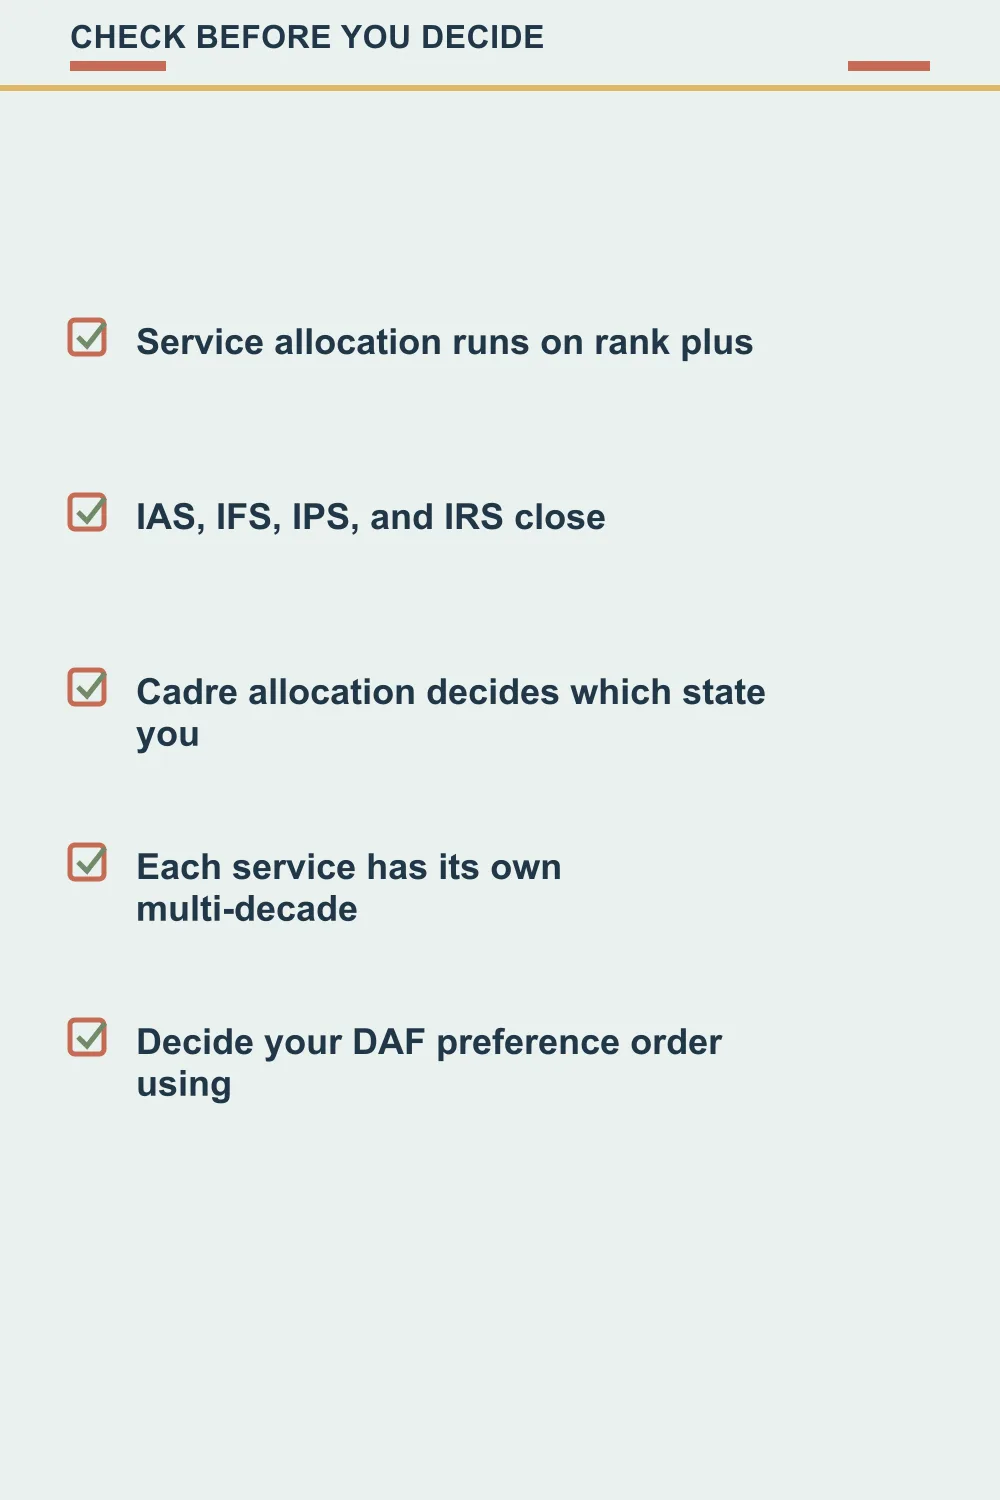 CHECK BEFORE YOU DECIDE
Service allocation runs on rank plus
IAS, IFS, IPS, and IRS close
Cadre allocation decides which state
you
Each service has its own
multi-decade
Decide your DAF preference order
using